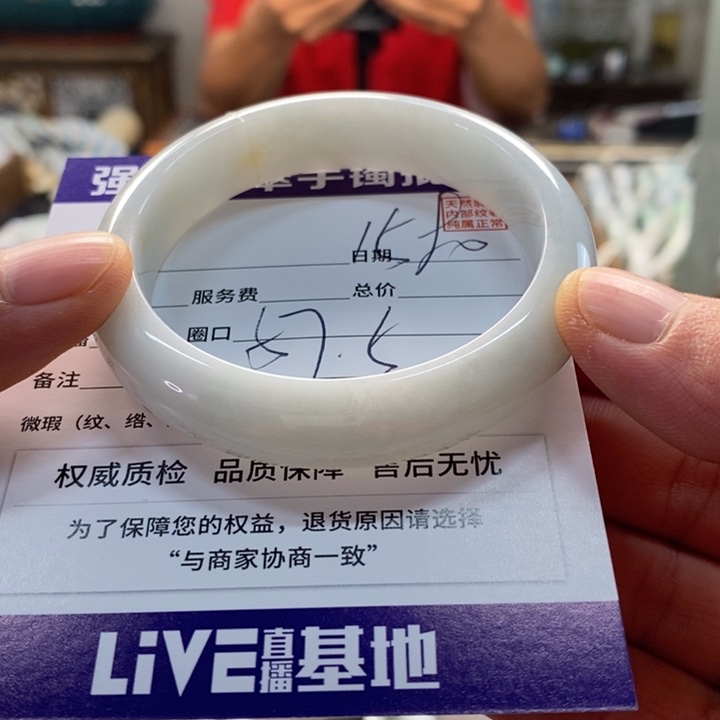 强
手镯
天然
内部纹
纯属正常
日期
服务费 总价
圈口 57.5
备注
微瑕（纹、绺、
权威质检 品质保障 售后无忧
为了保障您的权益，退货原因请选择
“与商家协商一致”
LiVE直播基地